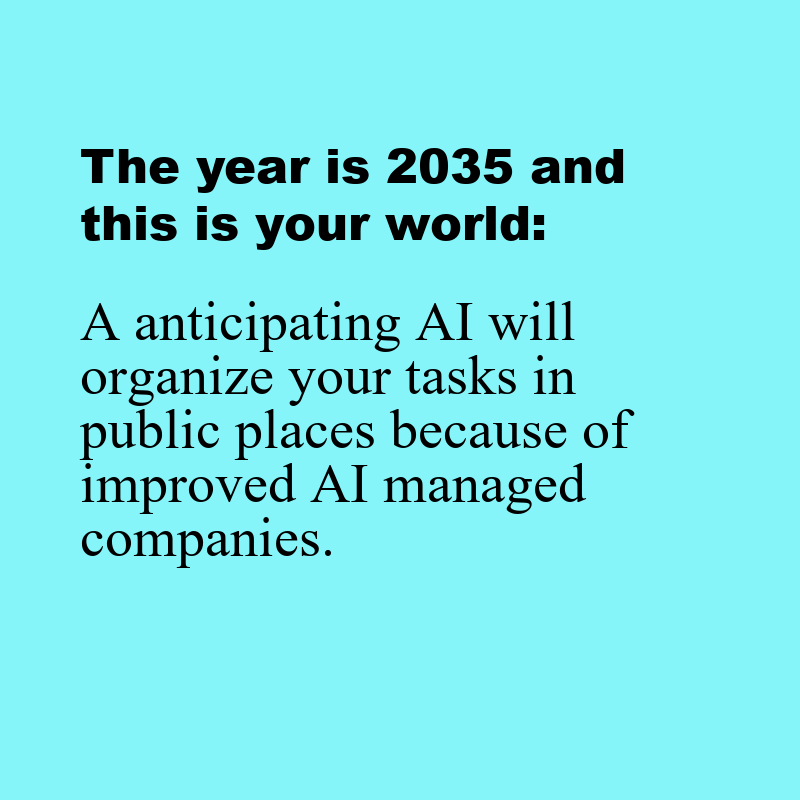 The year is 2035 and
this is your world:
A anticipating AI will
organize your tasks in
public places because of
improved AI managed
companies.